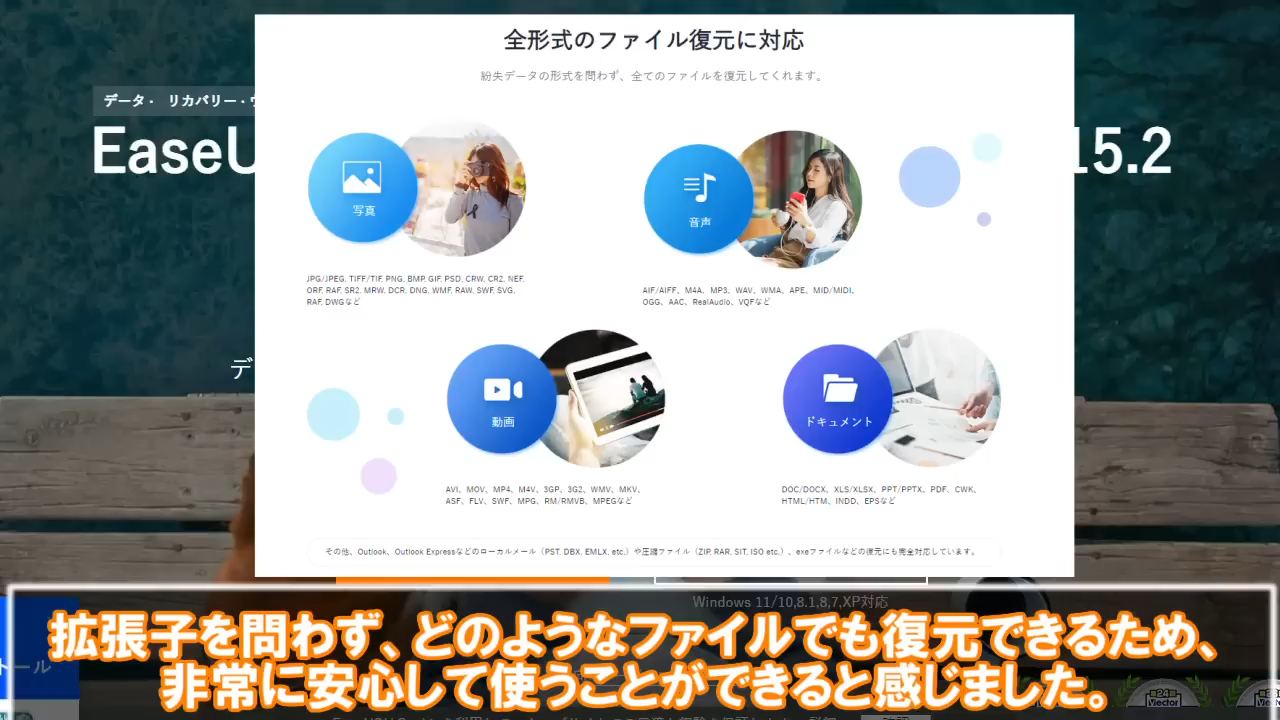 全形式のファイル復元に対応
紛失データの形式を問わず、全てのファイルを復元してくれます。
データ・ リカバリー・ウ
EaseU
15.2
写真
音声
JPG/JPEG, TIFF/TIF, PNG, BMP, GIF, PSD, CRW, CR2, NEF,
ORF, RAF, SR2, MRW, DCR, DNG, WMF, RAW, SWF, SVG,
RAF, DWGなど
AIF/AIFF、M4A、MP3、WAV、WMA、APE、MID/MIDI、
OGG、AAC、RealAudio、VQFなど
デ
動画
ドキュメント
AVI、MOV、MP4、M4V、3GP、3G2、WMV、MKV、
ASF、FLV、SWF、MPG、RM/RMVB、MPEGなど
DOC/DOCX、XLS/XLSX、PPT/PPTX、PDF、CWK、
HTML/HTM、INDD、EPSなど
その他、Outlook、Outlook Expressなどのローカルメール（PST, DBX, EMLX, etc.）や圧縮ファイル（ZIP, RAR, SIT, ISO etc.）、exeファイルなどの復元にも完全対応しています。
Windows 11/10,8.1,8,7,XP対応
拡張子を問わず、どのようなファイルでも復元できるため、
トール
非常に安心して使うことができると感じました。
Vector